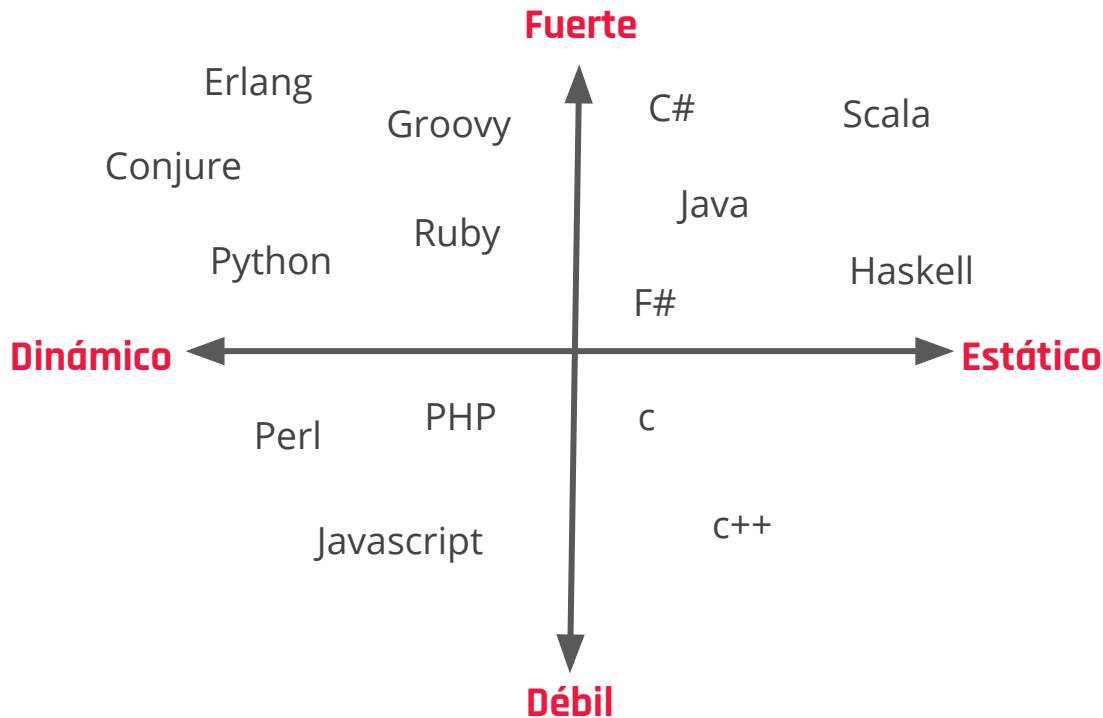 Fuerte
Erlang
Groovy
C#
Scala
Conjure
Java
Ruby
Python
Haskell
F#
Dinámico
Estático
PHP
c
Perl
c++
Javascript
Débil